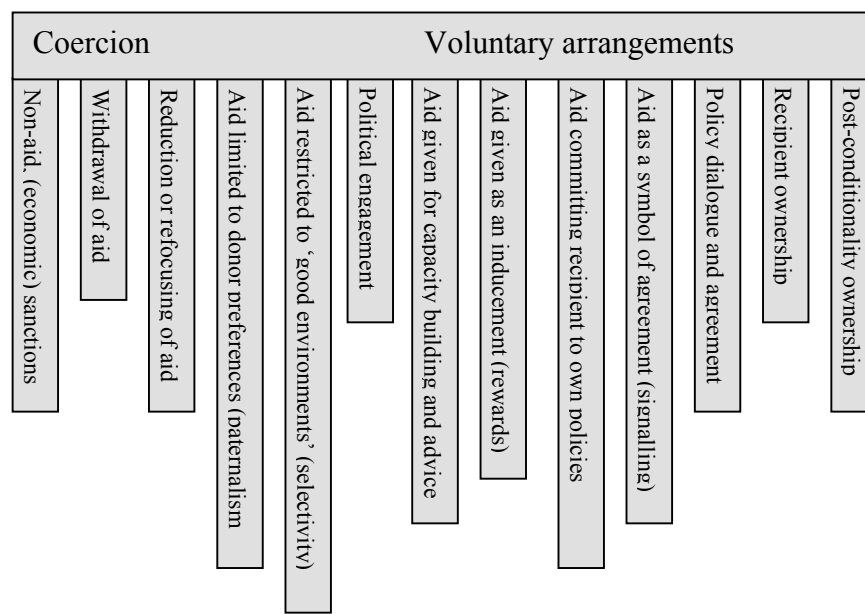 Coercion
Voluntary arrangements
Non-aid, (economic) sanctions
Withdrawal of aid
Reduction or refocusing of aid
Aid limited to donor preferences (paternalism
Aid restricted to ‘good environments’ (selectivity)
Political engagement
Aid given for capacity building and advice
Aid given as an inducement (rewards)
Aid committing recipient to own policies
Aid as a symbol of agreement (signalling)
Policy dialogue and agreement
Recipient ownership
Post-conditionality ownership